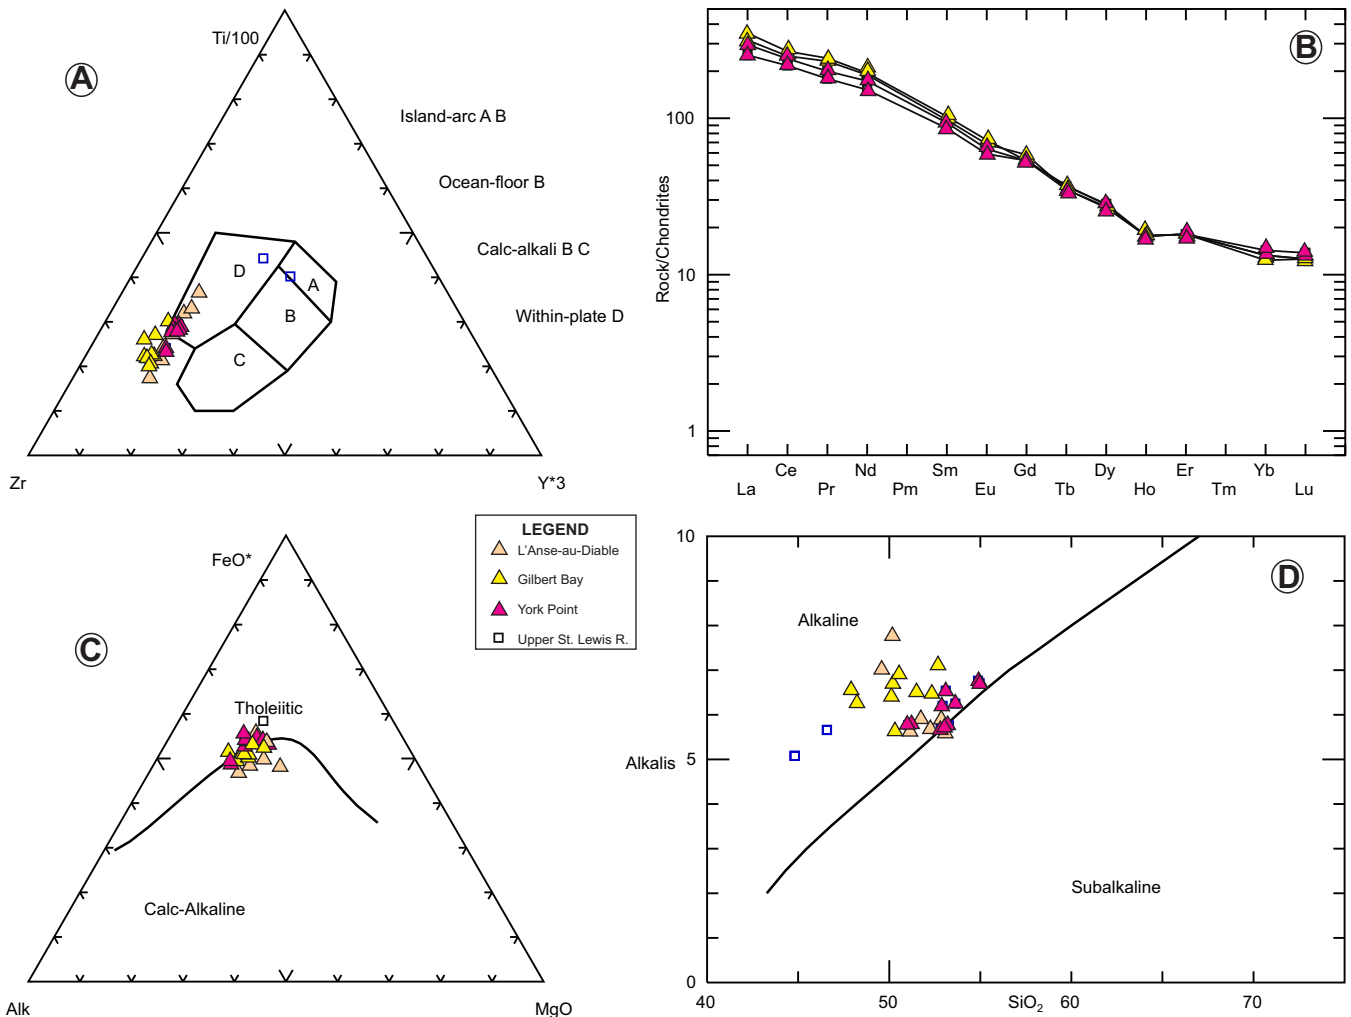 A
Ti/100
Island-arc A B
Ocean-floor B
Calc-alkali B C
Within-plate D
D
A
B
C
Zr
Y*3
B
Rock/Chondrites
100
10
1
Ce Nd Sm Gd Dy Er Yb
La Pr Pm Eu Tb Ho Tm Lu
C
FeO*
Tholeiitic
Calc-Alkaline
Alk
MgO
LEGEND
L'Anse-au-Diable
Gilbert Bay
York Point
Upper St. Lewis R.
D
10
Alkaline
Alkalis
5
Subalkaline
0
40 50 SiO₂ 60 70